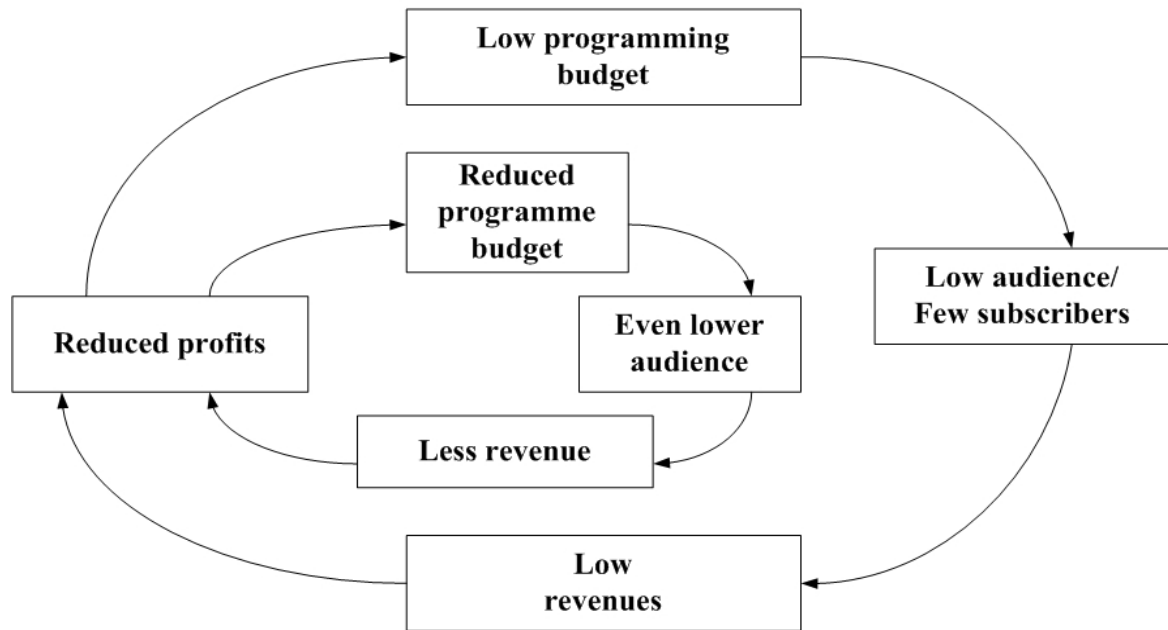 Low programming
budget
Reduced
programme
budget
Low audience/
Few subscribers
Reduced profits
Even lower
audience
Less revenue
Low
revenues